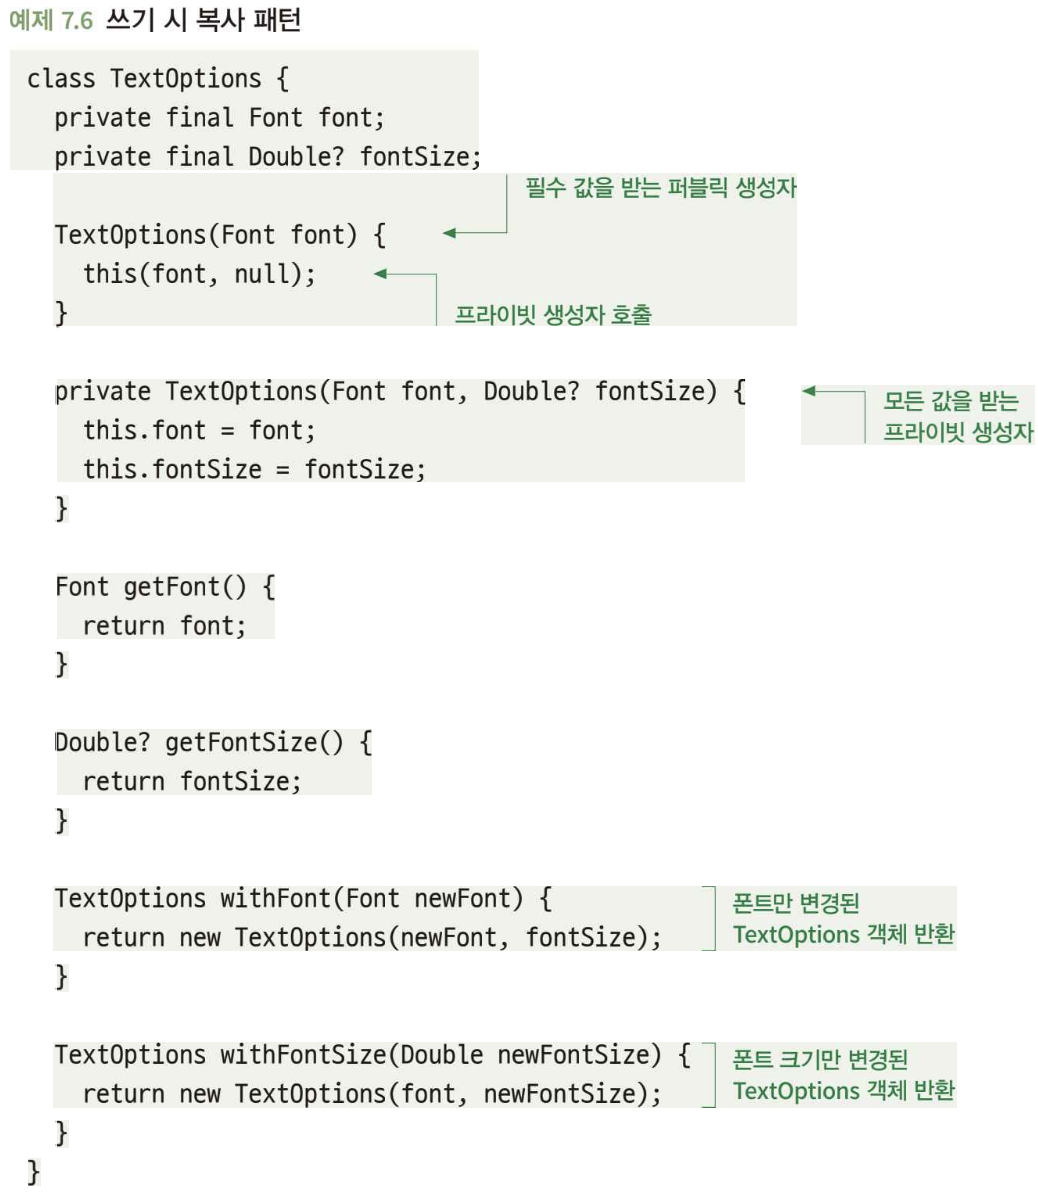 예제 7.6 쓰기 시 복사 패턴
class TextOptions {
private final Font font;
private final Double? fontSize;
필수 값을 받는 퍼블릭 생성자
TextOptions(Font font) {
this(font, null);
}
프라이빗 생성자 호출
private TextOptions(Font font, Double? fontSize) {
모든 값을 받는
프라이빗 생성자
this.font = font;
this.fontSize = fontSize;
}
Font getFont() {
return font;
}
Double? getFontSize() {
return fontSize;
}
TextOptions withFont(Font newFont) {
return new TextOptions(newFont, fontSize);
폰트만 변경된
TextOptions 객체 반환
}
TextOptions withFontSize(Double newFontSize) {
return new TextOptions(font, newFontSize);
폰트 크기만 변경된
TextOptions 객체 반환
}
}